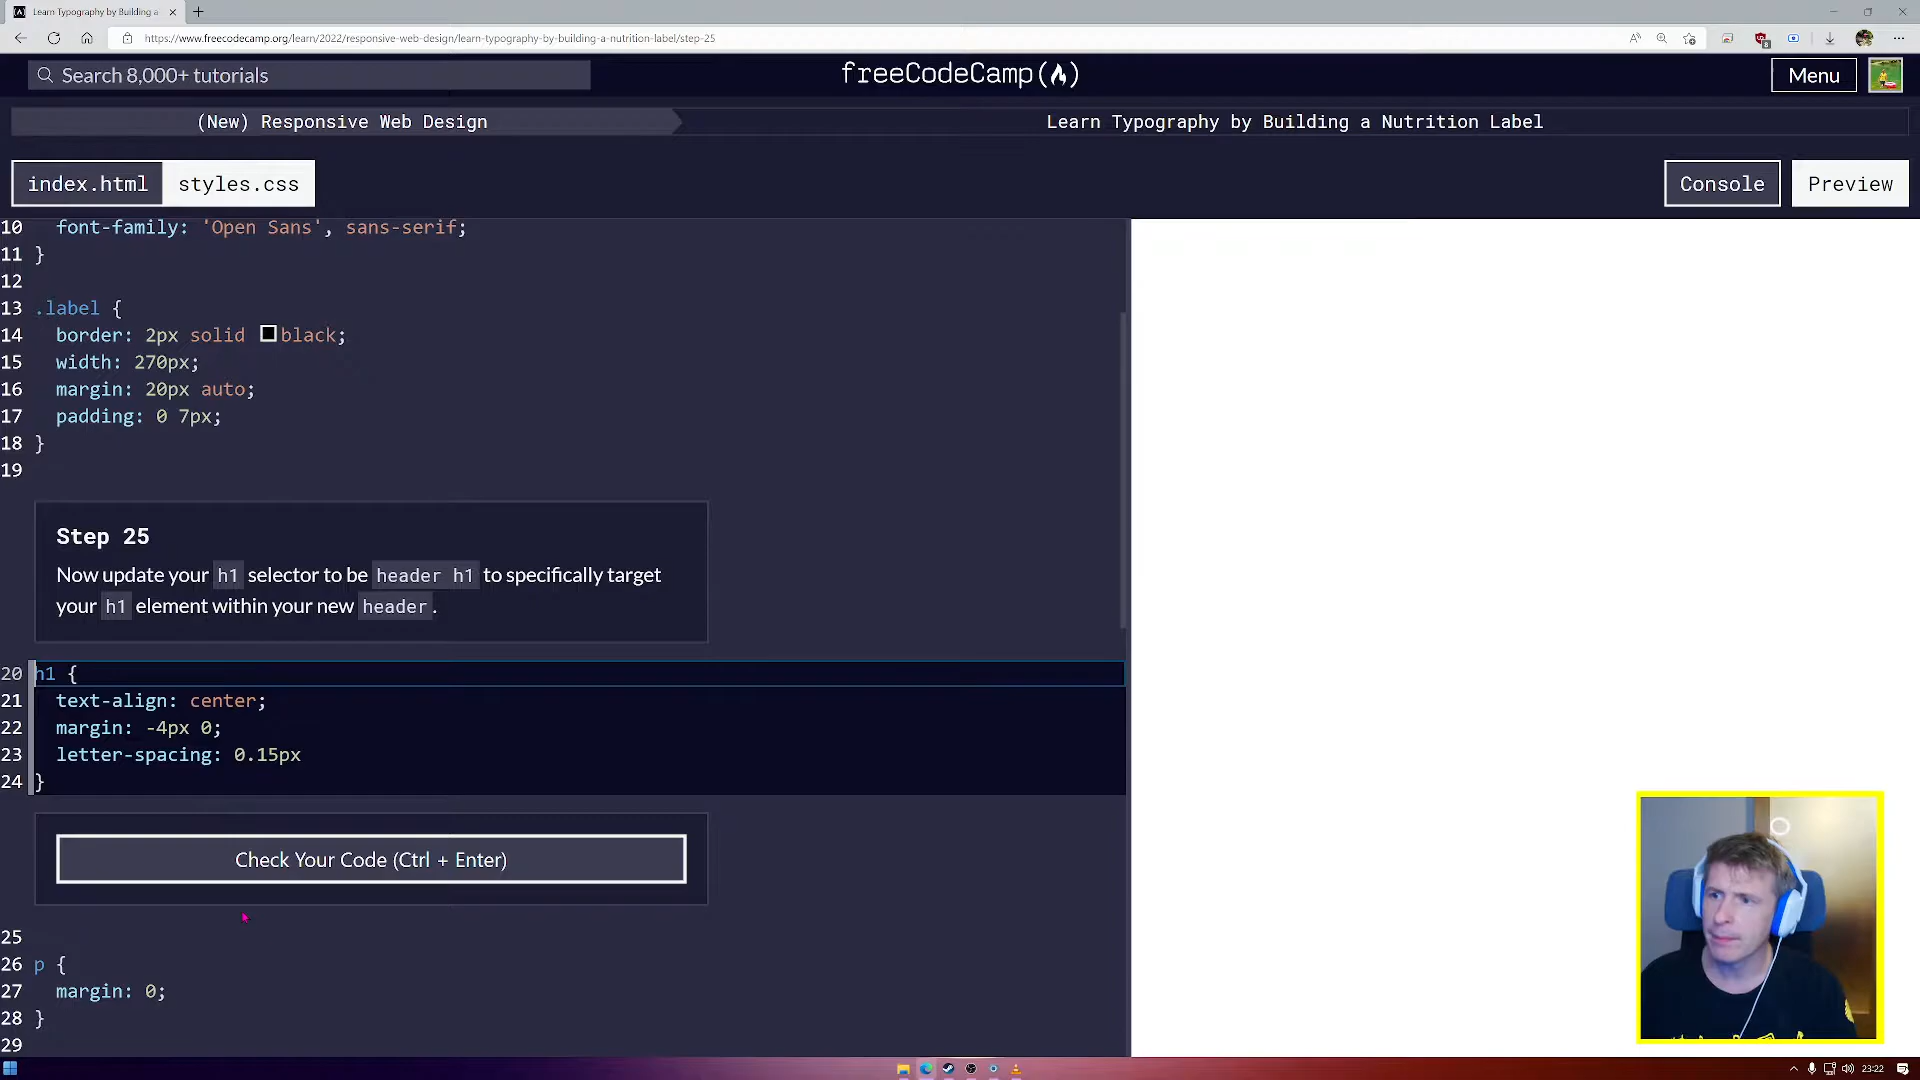 Learn Typography by Building a
https://www.freecodecamp.org/learn/2022/responsive-web-design/learn-typography-by-building-a-nutrition-label/step-25
Search 8,000+ tutorials
freeCodeCamp
Menu
(New) Responsive Web Design
Learn Typography by Building a Nutrition Label
index.html
styles.css
Console
Preview
10 font-family: 'Open Sans', sans-serif;
11 }
12
13 .label {
14 border: 2px solid black;
15 width: 270px;
16 margin: 20px auto;
17 padding: 0 7px;
18 }
19
Step 25
Now update your h1 selector to be header h1 to specifically target
your h1 element within your new header.
20 h1 {
21 text-align: center;
22 margin: -4px 0;
23 letter-spacing: 0.15px
24 }
Check Your Code (Ctrl + Enter)
25
26 p {
27 margin: 0;
28 }
29
23:22